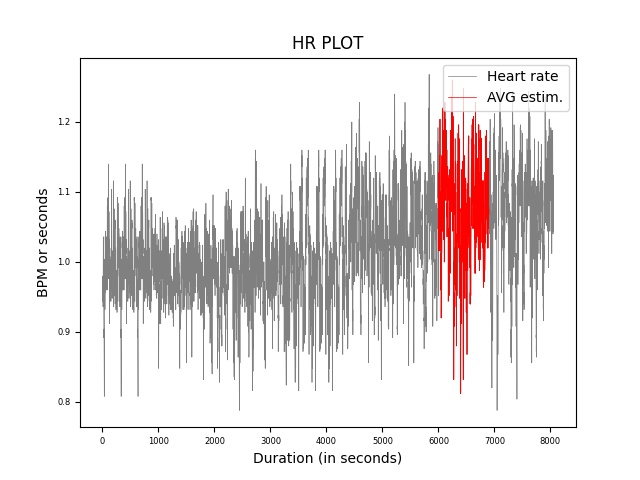 HR PLOT
Heart rate
AVG estim.
BPM or seconds
1.2
1.1
1.0
0.9
0.8
0 1000 2000 3000 4000 5000 6000 7000 8000
Duration (in seconds)